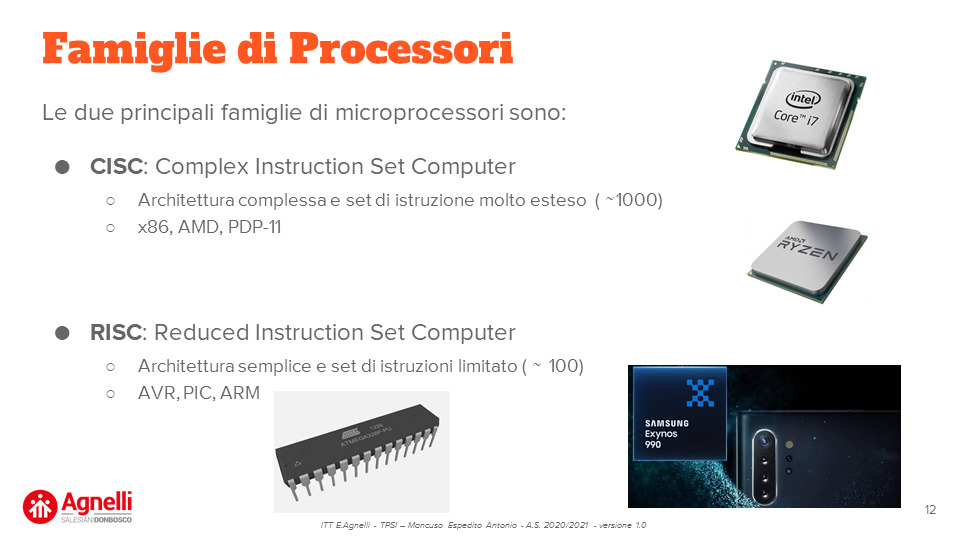 Famiglie di Processori
Le due principali famiglie di microprocessori sono:
● CISC: Complex Instruction Set Computer
○ Architettura complessa e set di istruzione molto esteso ( ~1000)
○ x86, AMD, PDP-11
● RISC: Reduced Instruction Set Computer
○ Architettura semplice e set di istruzioni limitato ( ~ 100)
○ AVR, PIC, ARM
intel
Core™ i7
AMD
RYZEN
ATMEL
1236
ATMEGA328P-PU
SAMSUNG
Exynos
990
Agnelli
SALESIANIDONBOSCO
ITT E.Agnelli - TPSI – Mancuso Espedito Antonio - A.S. 2020/2021 - versione 1.0
12